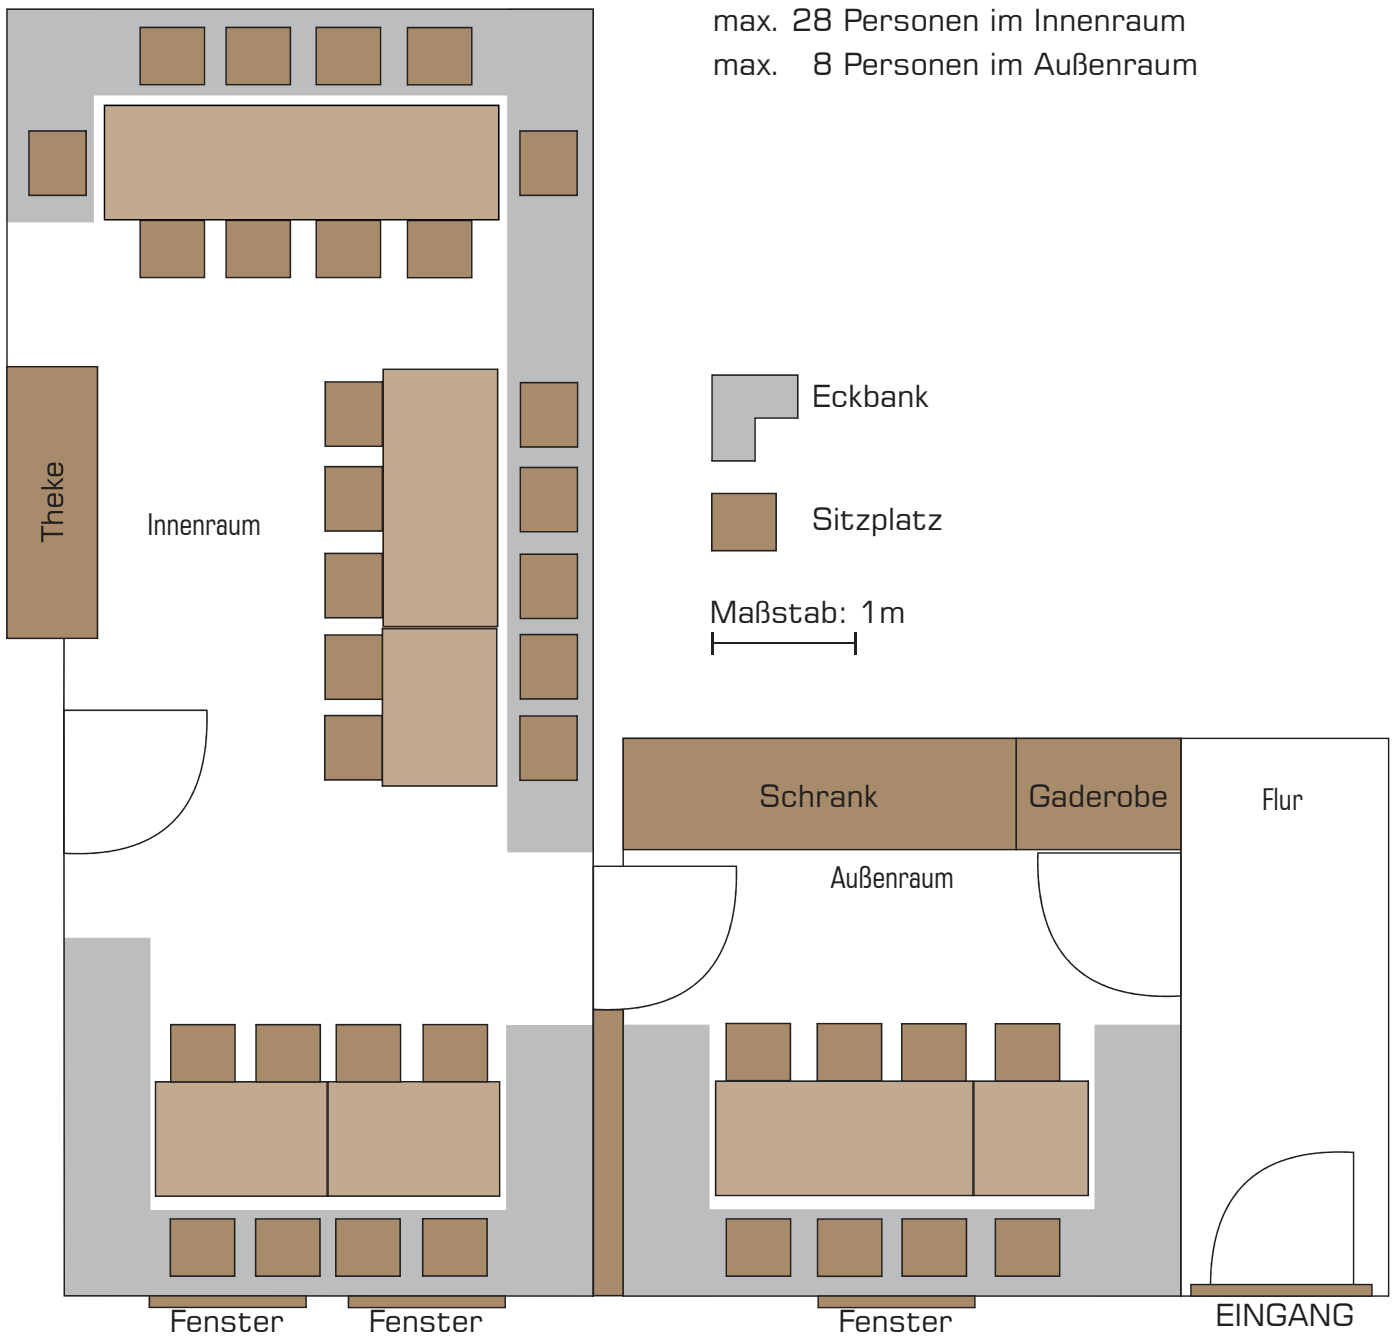 max. 28 Personen im Innenraum
max. 8 Personen im Außenraum
Eckbank
Theke
Innenraum
Sitzplatz
Maßstab: 1m
Schrank
Gaderobe
Flur
Außenraum
Fenster
Fenster
Fenster
EINGANG